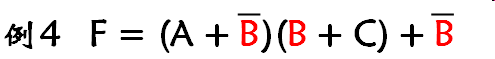 例4 F = (A + B̅)(B + C) + B̅